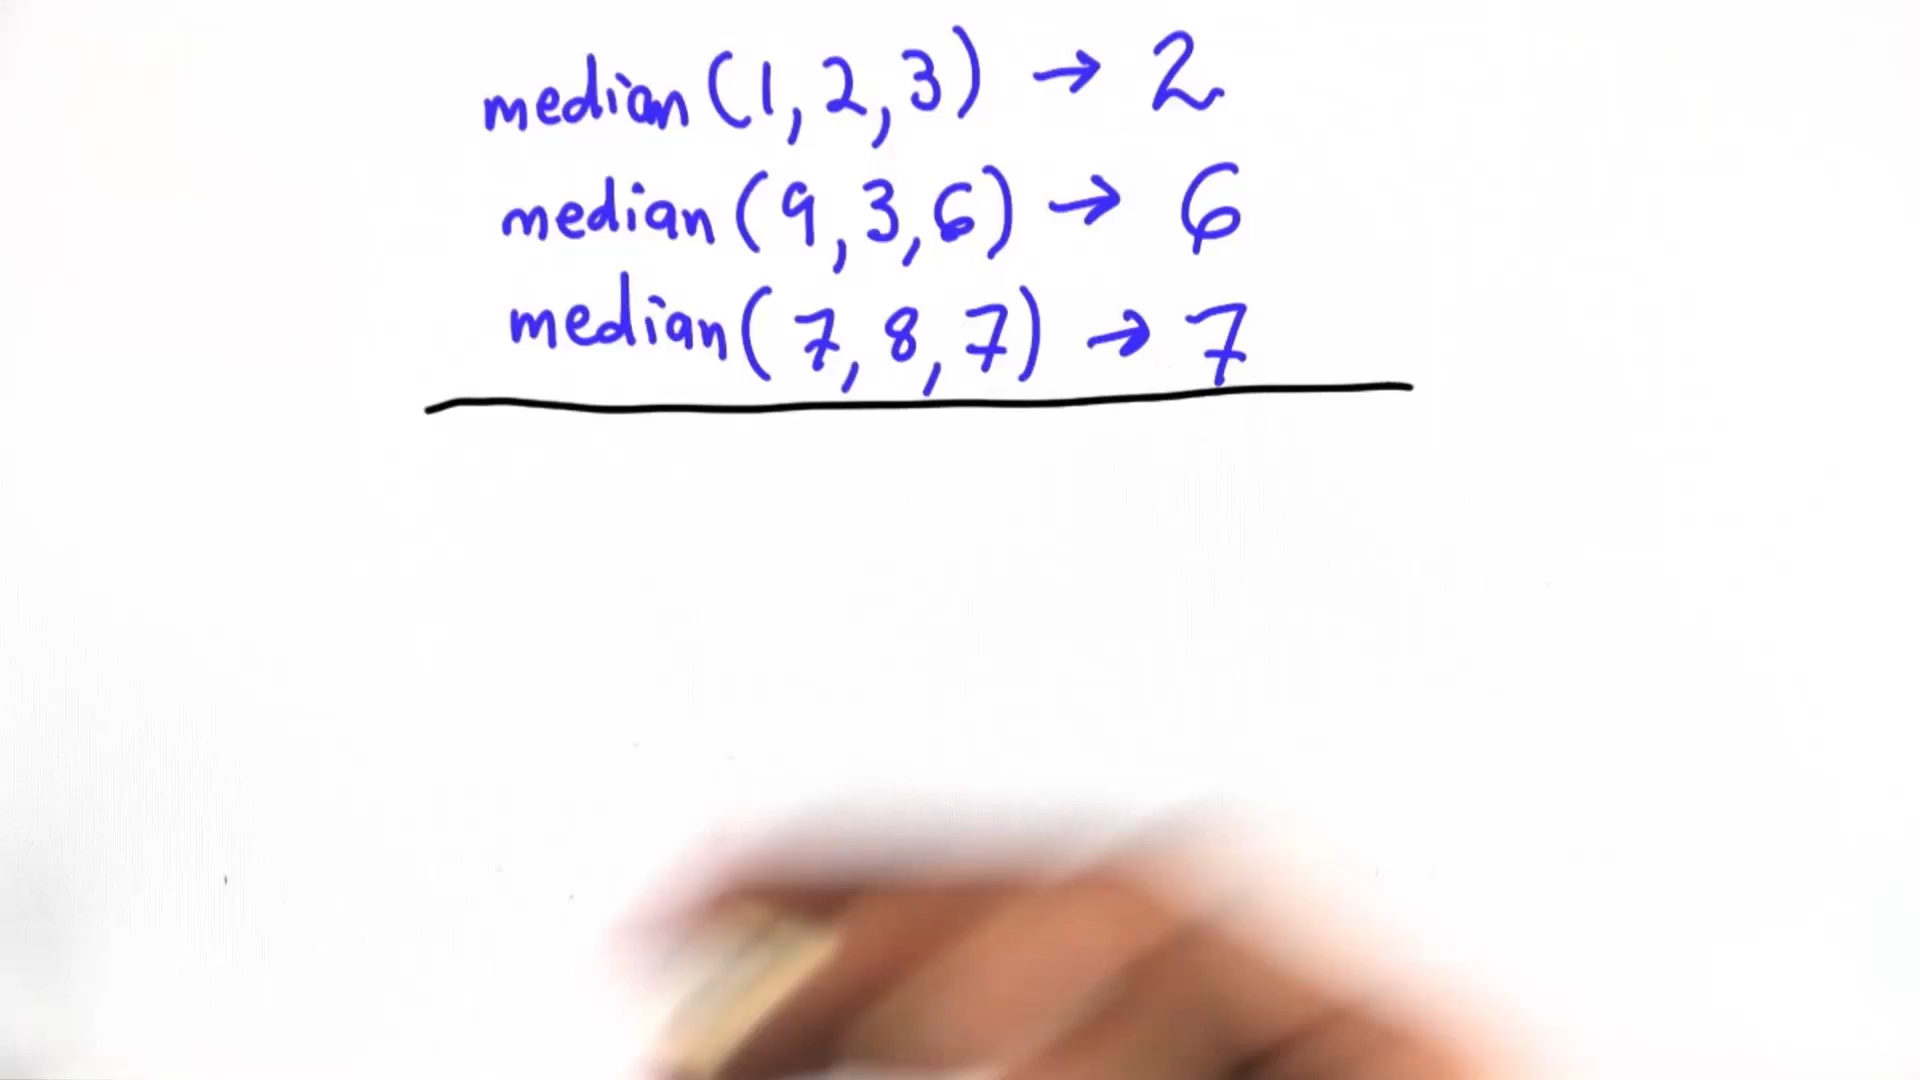 median(1,2,3) → 2
median(9,3,6) → 6
median(7,8,7) → 7